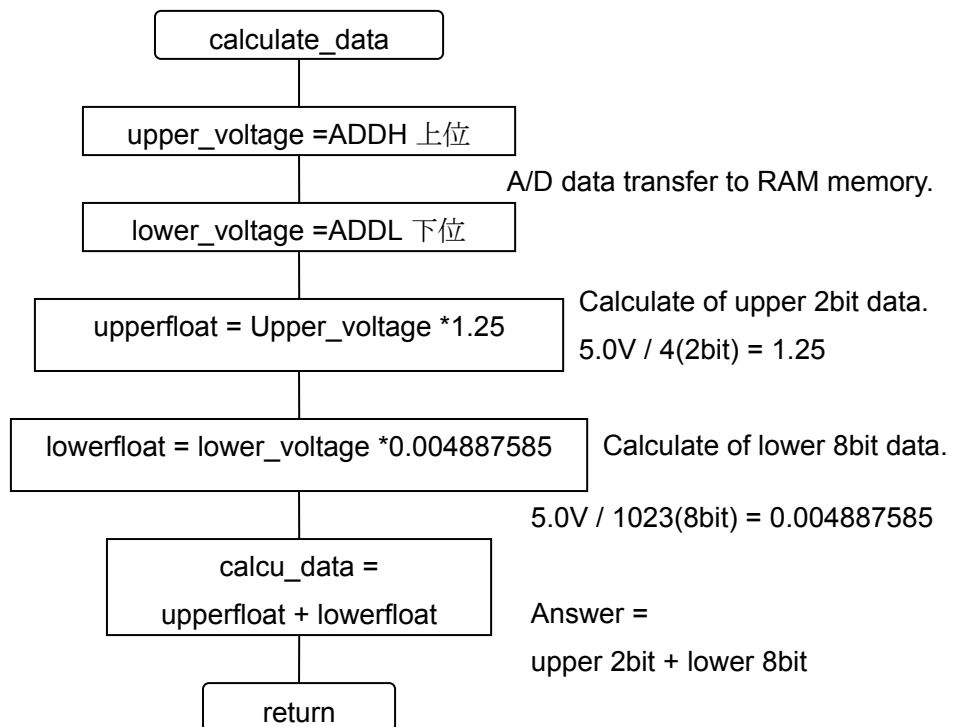 calculate_data
upper_voltage =ADDH 上位
A/D data transfer to RAM memory.
lower_voltage =ADDL 下位
Calculate of upper 2bit data.
upperfloat = Upper_voltage *1.25
5.0V / 4(2bit) = 1.25
lowerfloat = lower_voltage *0.004887585
Calculate of lower 8bit data.
5.0V / 1023(8bit) = 0.004887585
calcu_data =
upperfloat + lowerfloat
Answer =
upper 2bit + lower 8bit
return